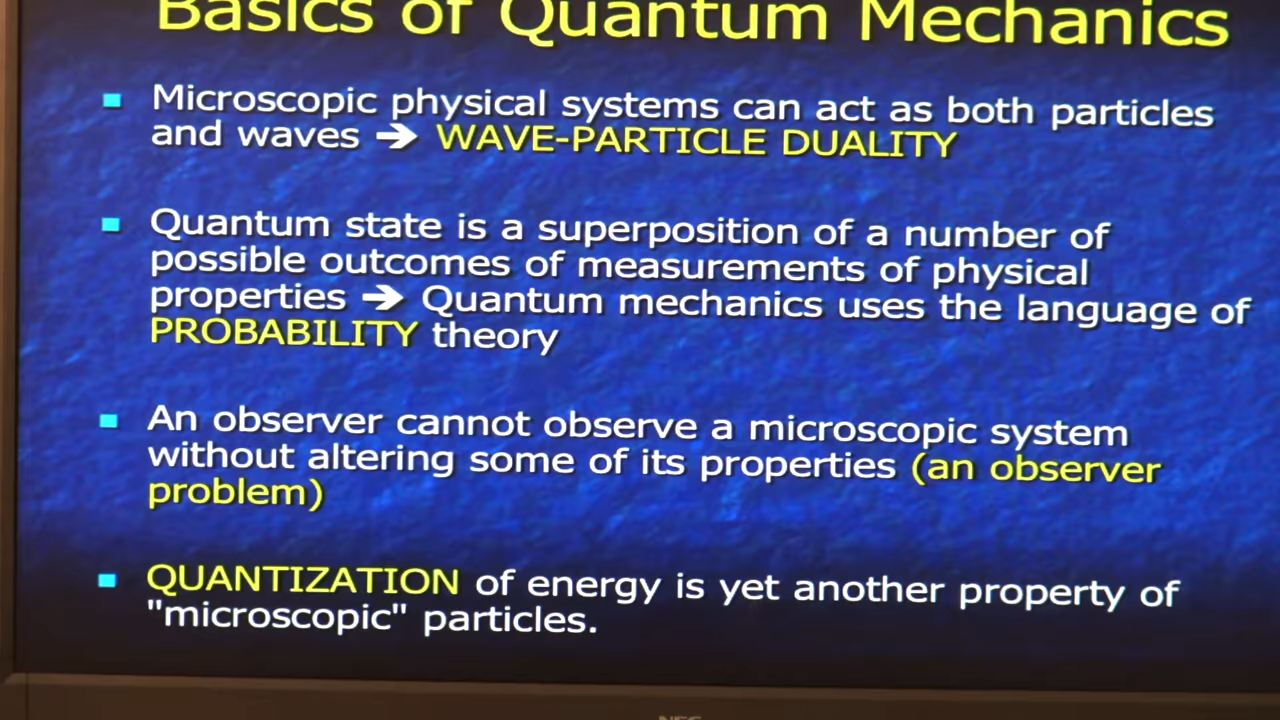 Basics of Quantum Mechanics
Microscopic physical systems can act as both particles
and waves ➔ WAVE-PARTICLE DUALITY
Quantum state is a superposition of a number of
possible outcomes of measurements of physical
properties ➔ Quantum mechanics uses the language of
PROBABILITY theory
An observer cannot observe a microscopic system
without altering some of its properties (an observer
problem)
QUANTIZATION of energy is yet another property of
"microscopic" particles.
NEC